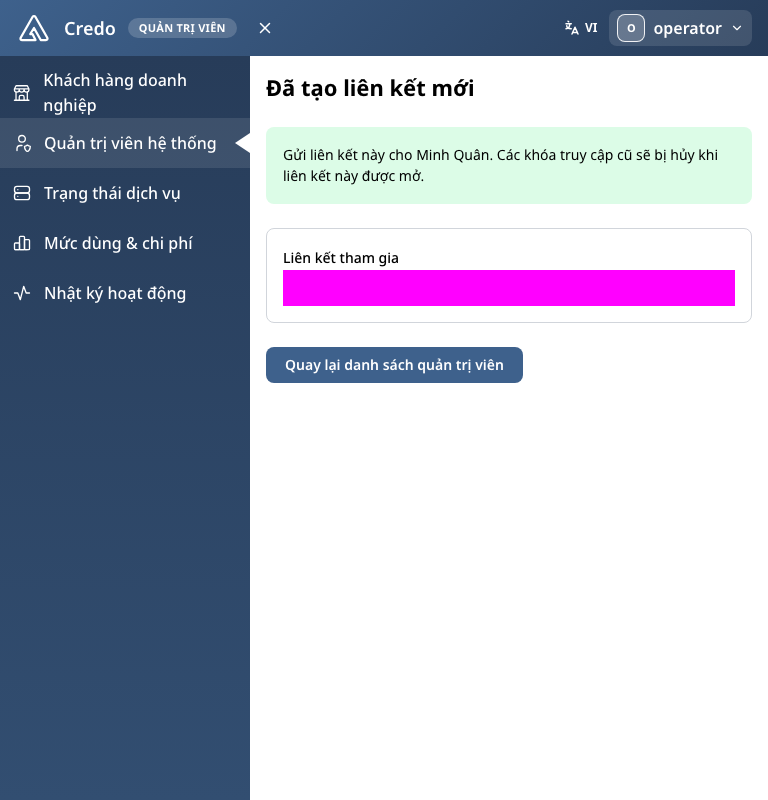 Credo
QUẢN TRỊ VIÊN
VI
O
operator
Khách hàng doanh
nghiệp
Quản trị viên hệ thống
Trạng thái dịch vụ
Mức dùng & chi phí
Nhật ký hoạt động
Đã tạo liên kết mới
Gửi liên kết này cho Minh Quân. Các khóa truy cập cũ sẽ bị hủy khi
liên kết này được mở.
Liên kết tham gia
Quay lại danh sách quản trị viên